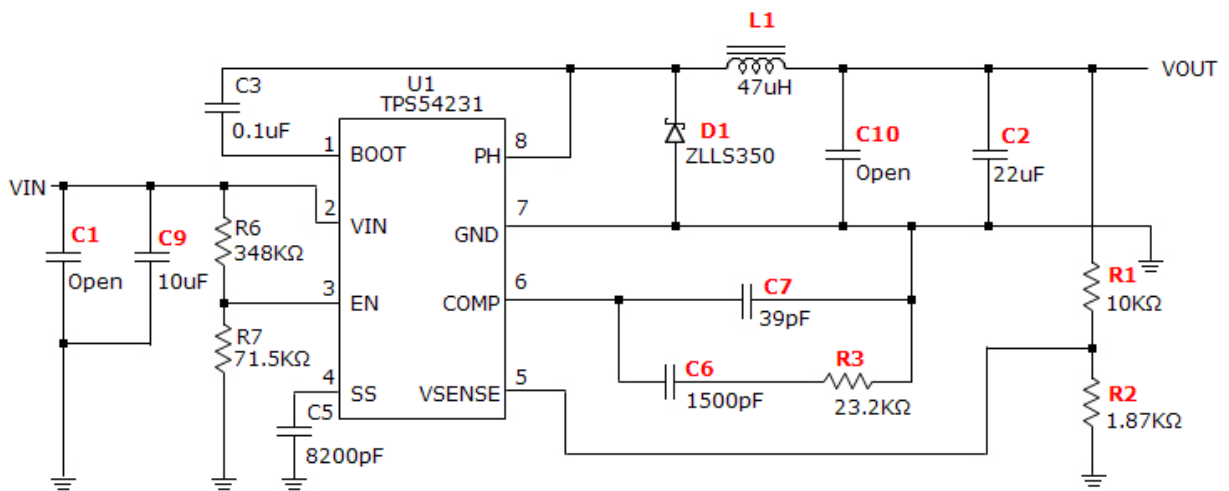 L1
47uH
VOUT
C3
0.1uF
U1
TPS54231
1
BOOT
PH
8
D1
ZLLS350
C10
Open
C2
22uF
VIN
2
VIN
GND
7
C1
Open
C9
10uF
R6
348KΩ
3
EN
COMP
6
C7
39pF
R1
10KΩ
R7
71.5KΩ
4
SS
VSENSE
5
C6
1500pF
R3
23.2KΩ
R2
1.87KΩ
C5
8200pF